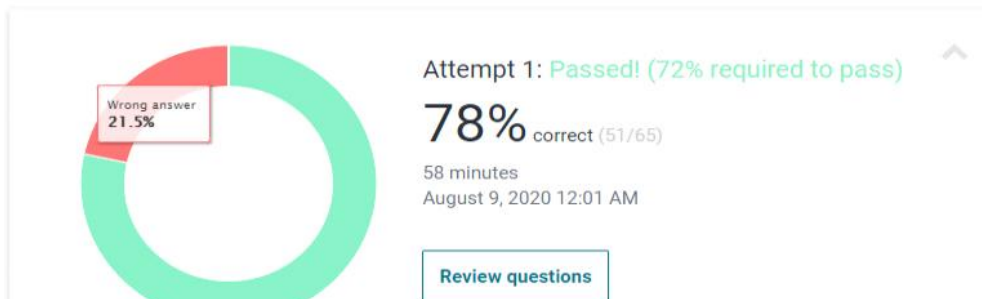 Wrong answer
21.5%
Attempt 1: Passed! (72% required to pass)
78% correct (51/65)
58 minutes
August 9, 2020 12:01 AM
Review questions